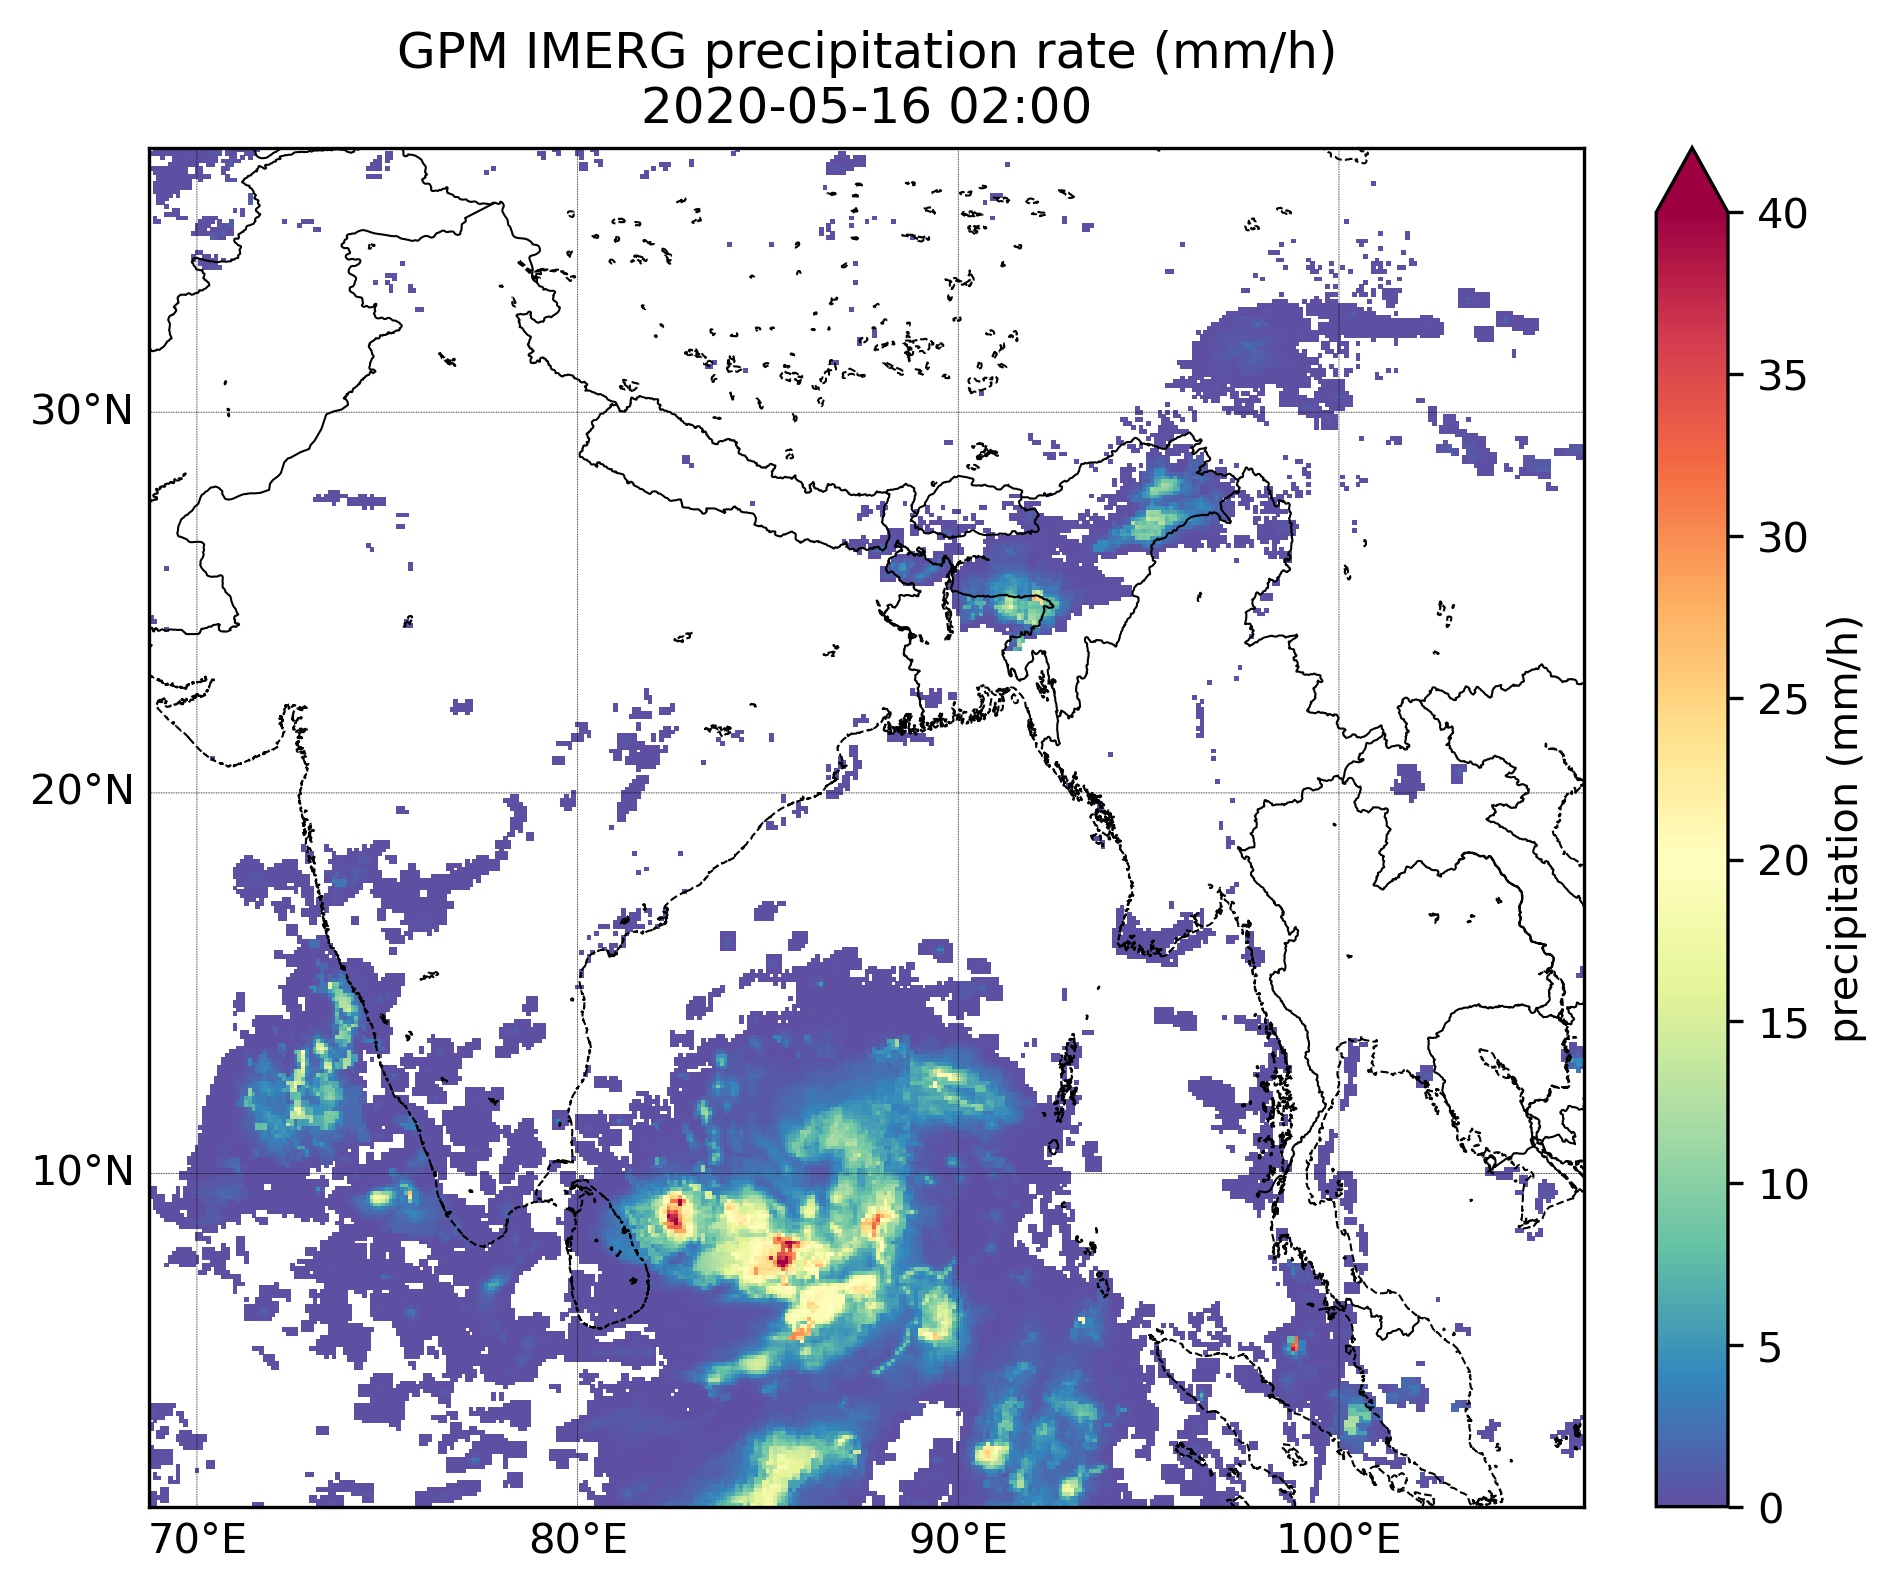 GPM IMERG precipitation rate (mm/h)
2020-05-16 02:00
30°N
20°N
10°N
70°E
80°E
90°E
100°E
40
35
30
25
20
15
10
5
0
precipitation (mm/h)